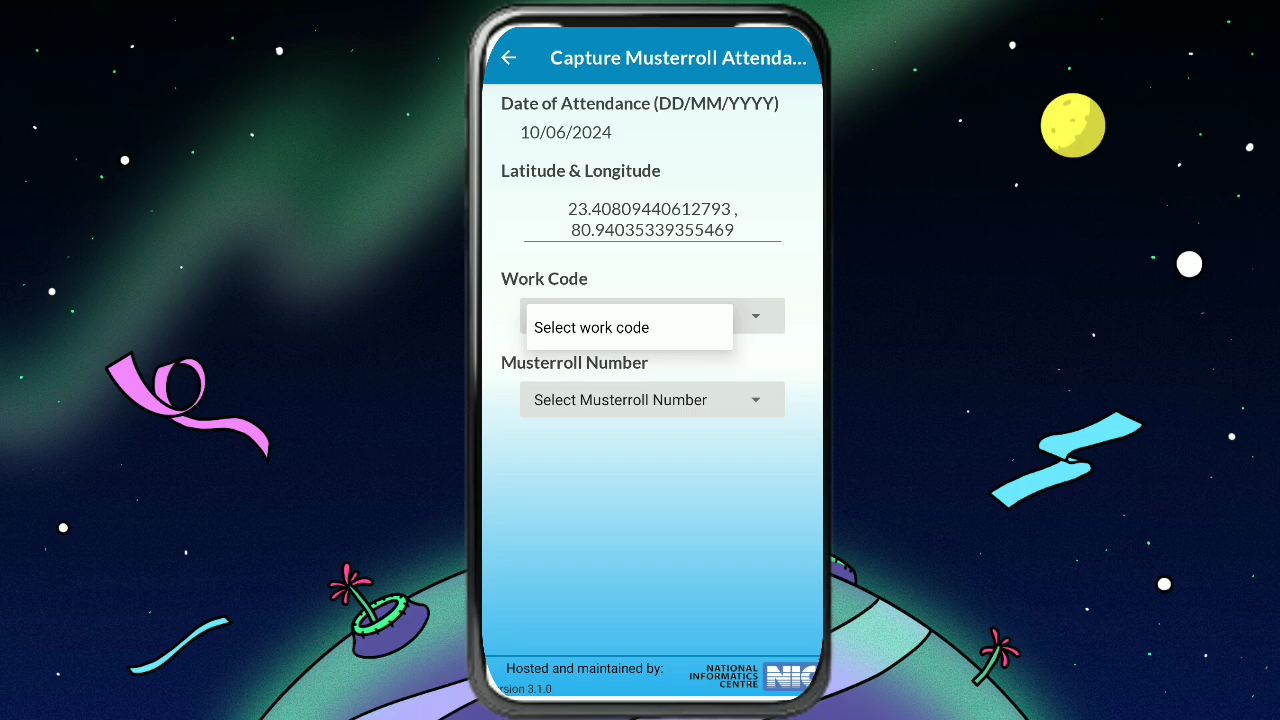 Capture Musterroll Attenda...
Date of Attendance (DD/MM/YYYY)
10/06/2024
Latitude & Longitude
23.40809440612793 ,
80.94035339355469
Work Code
Select work code
Musterroll Number
Select Musterroll Number
Hosted and maintained by:
NATIONAL
INFORMATICS
CENTRE
NIC
rsion 3.1.0